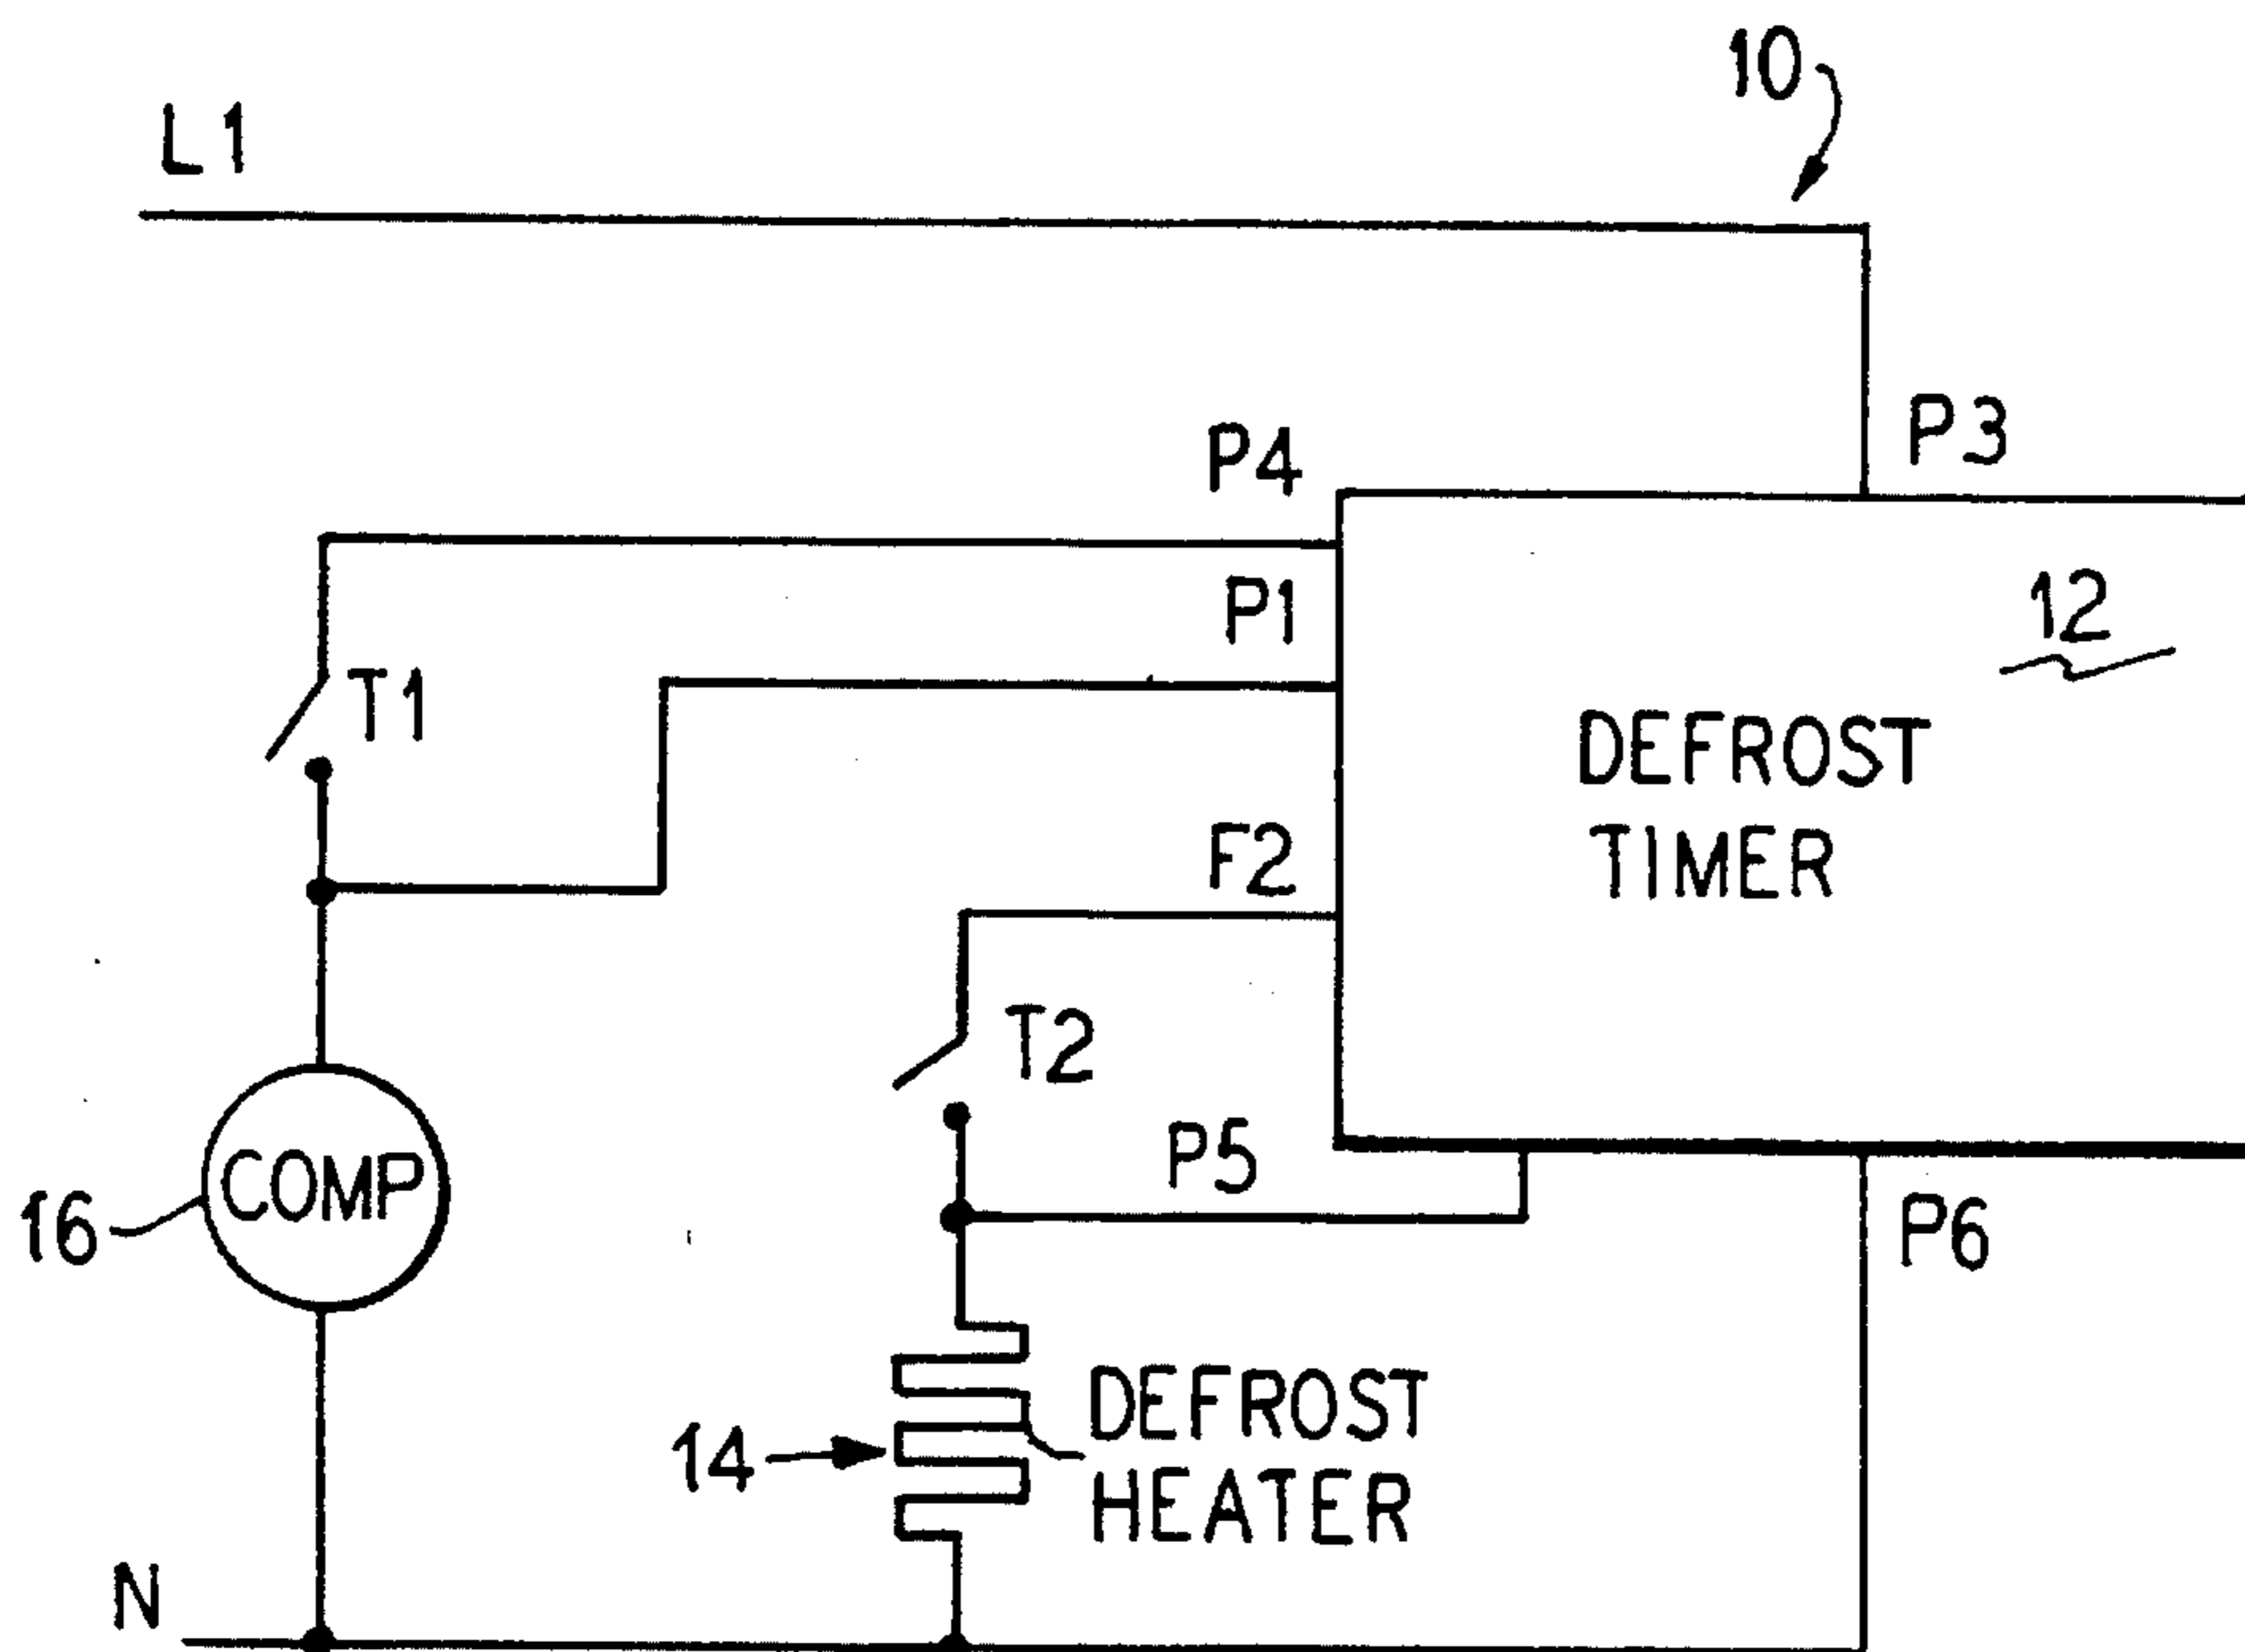 10
L1
P3
P4
P1
12
T1
DEFROST
TIMER
F2
T2
P5
COMP
16
P6
DEFROST
HEATER
14
N